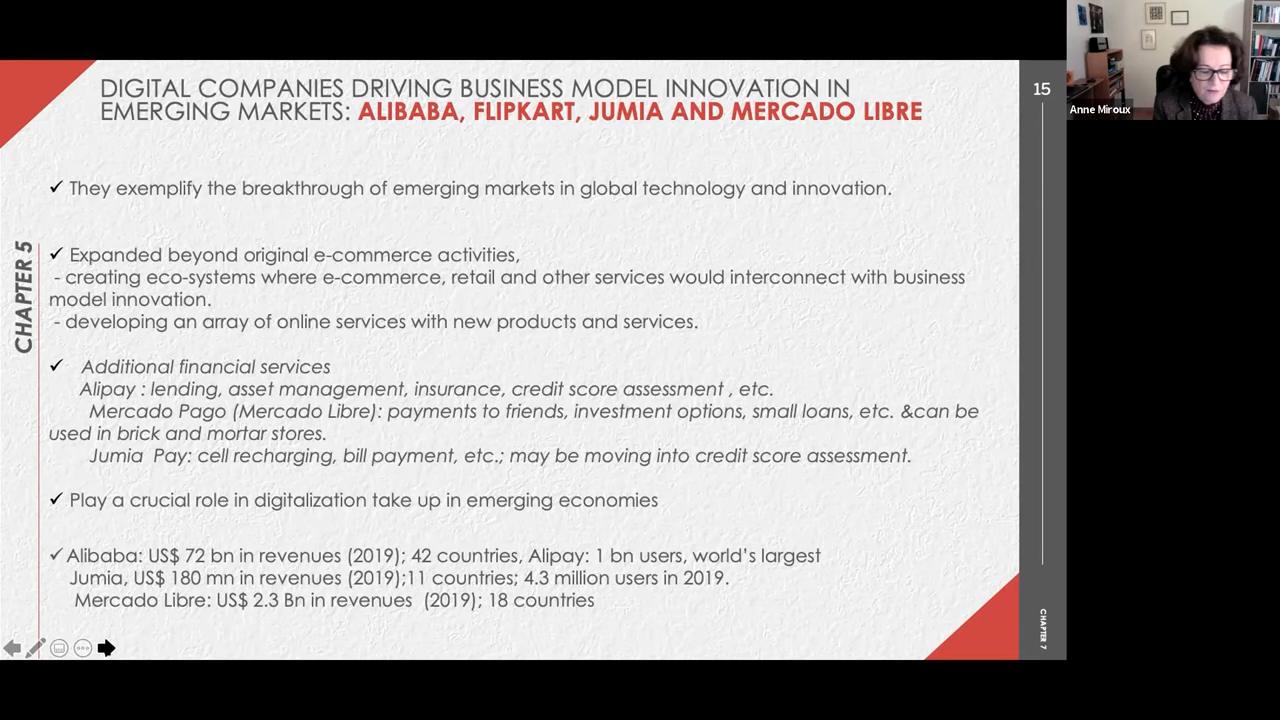 DIGITAL COMPANIES DRIVING BUSINESS MODEL INNOVATION IN
EMERGING MARKETS: ALIBABA, FLIPKART, JUMIA AND MERCADO LIBRE
15
Anne Miroux
✓ They exemplify the breakthrough of emerging markets in global technology and innovation.
CHAPTER 5
✓ Expanded beyond original e-commerce activities,
- creating eco-systems where e-commerce, retail and other services would interconnect with business
model innovation.
- developing an array of online services with new products and services.
✓ Additional financial services
Alipay : lending, asset management, insurance, credit score assessment , etc.
Mercado Pago (Mercado Libre): payments to friends, investment options, small loans, etc. &can be
used in brick and mortar stores.
Jumia Pay: cell recharging, bill payment, etc.; may be moving into credit score assessment.
✓ Play a crucial role in digitalization take up in emerging economies
✓ Alibaba: US$ 72 bn in revenues (2019); 42 countries, Alipay: 1 bn users, world's largest
Jumia, US$ 180 mn in revenues (2019);11 countries; 4.3 million users in 2019.
Mercado Libre: US$ 2.3 Bn in revenues (2019); 18 countries
CHAPTER 7